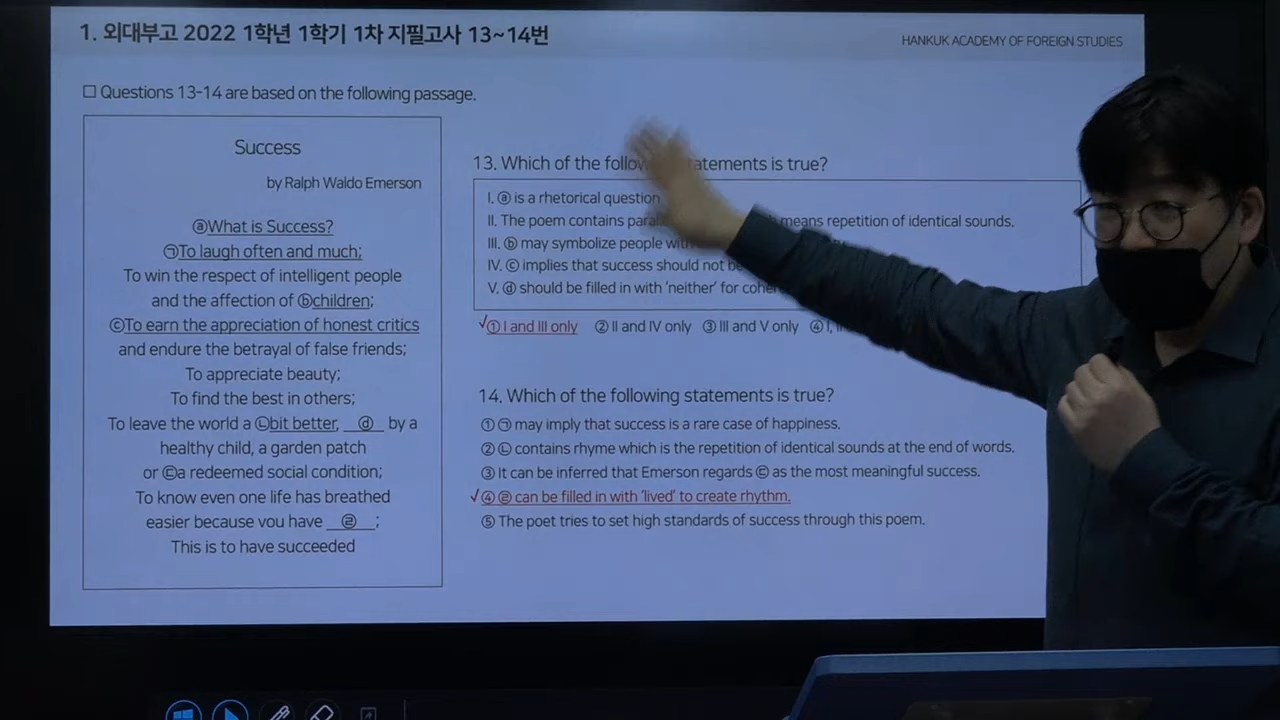 1. 외대부고 2022 1학년 1학기 1차 지필고사 13~14번
HANKUK ACADEMY OF FOREIGN STUDIES
□ Questions 13-14 are based on the following passage.
Success
by Ralph Waldo Emerson
ⓐWhat is Success?
㉠To laugh often and much;
To win the respect of intelligent people
and the affection of ⓑchildren;
ⓒTo earn the appreciation of honest critics
and endure the betrayal of false friends;
To appreciate beauty;
To find the best in others;
To leave the world a ㉡bit better, ⓓ by a
healthy child, a garden patch
or ㉢a redeemed social condition;
To know even one life has breathed
easier because you have ㉣ ;
This is to have succeeded
13. Which of the follow tatements is true?
I. ⓐ is a rhetorical question
II. The poem contains para means repetition of identical sounds.
III. ⓑ may symbolize people with
IV. ⓒ implies that success should not be
V. ⓓ should be filled in with 'neither' for coher
✓① I and III only ② II and IV only ③ III and V only ④ I,
14. Which of the following statements is true?
① ㉠ may imply that success is a rare case of happiness.
② ㉡ contains rhyme which is the repetition of identical sounds at the end of words.
③ It can be inferred that Emerson regards ㉢ as the most meaningful success.
✓④ ㉣ can be filled in with 'lived' to create rhythm.
⑤ The poet tries to set high standards of success through this poem.